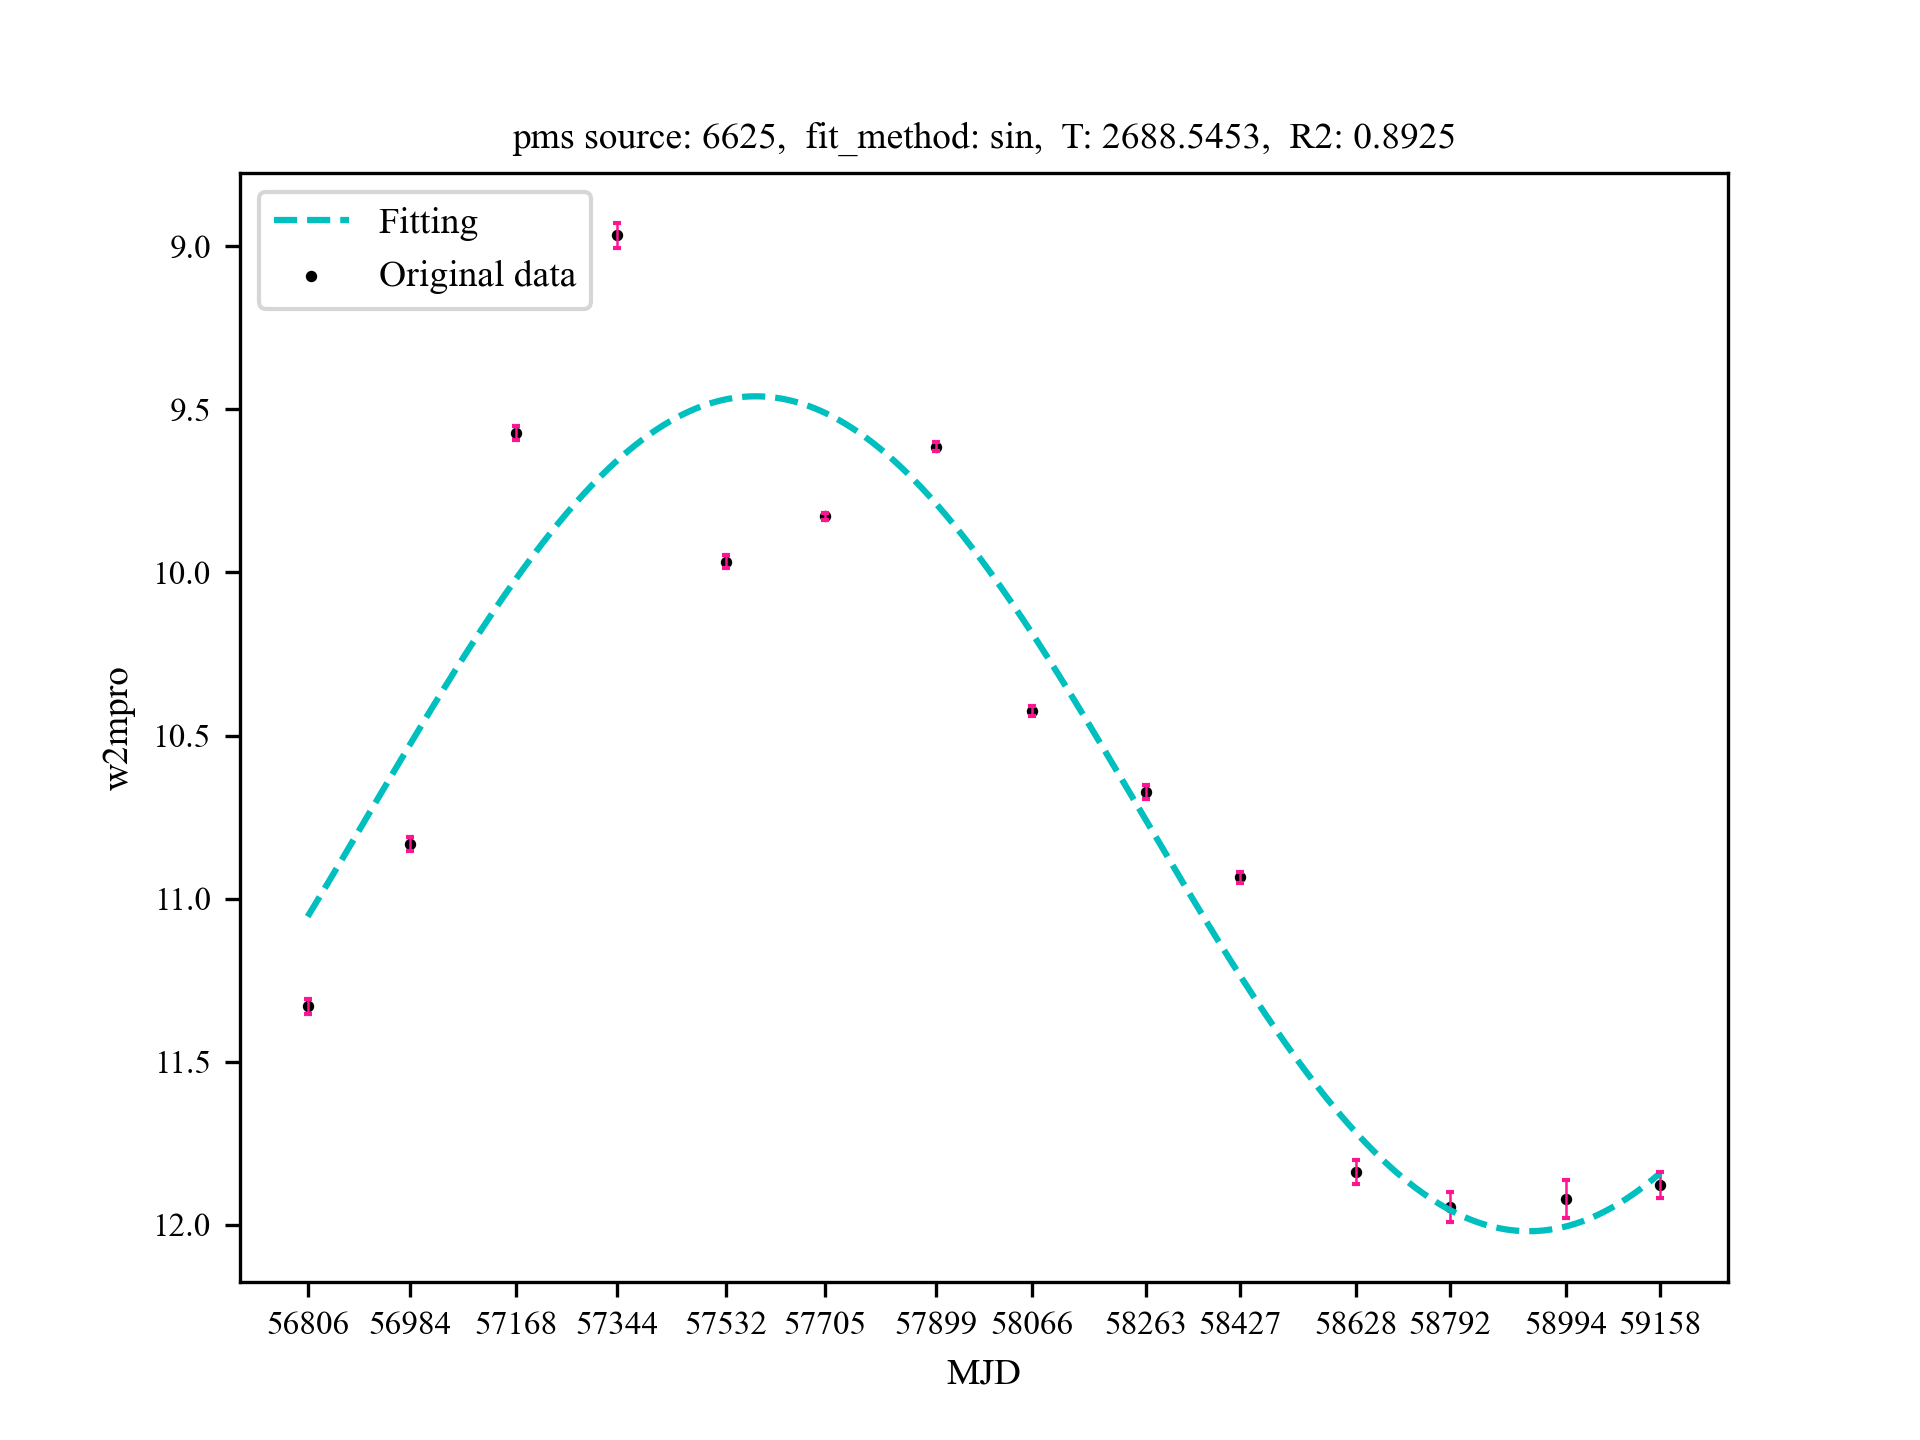 pms source: 6625,  fit_method: sin,  T: 2688.5453,  R2: 0.8925
Fitting
Original data
9.0
9.5
10.0
10.5
11.0
11.5
12.0
w2mpro
56806 56984 57168 57344 57532 57705 57899 58066 58263 58427 58628 58792 58994 59158
MJD